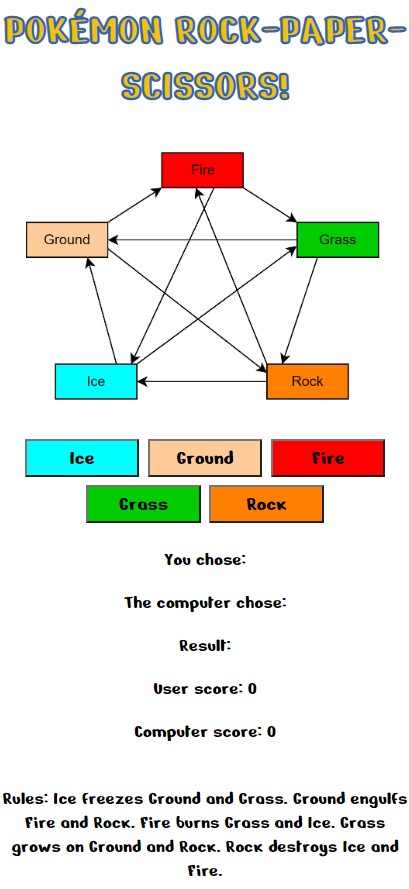 POKÉMON ROCK-PAPER-
SCISSORS!
Fire
Ground
Grass
Ice
Rock
Ice Ground Fire
Grass Rock
You chose:
The computer chose:
Result:
User score: 0
Computer score: 0
Rules: Ice freezes Ground and Grass. Ground engulfs
Fire and Rock. Fire burns Grass and Ice. Grass
grows on Ground and Rock. Rock destroys Ice and
Fire.